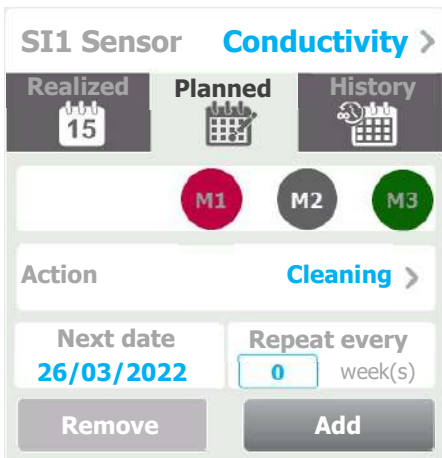 SI1 Sensor Conductivity >
Realized Planned History
15
M1 M2 M3
Action Cleaning >
Next date Repeat every
26/03/2022 0 week(s)
Remove Add